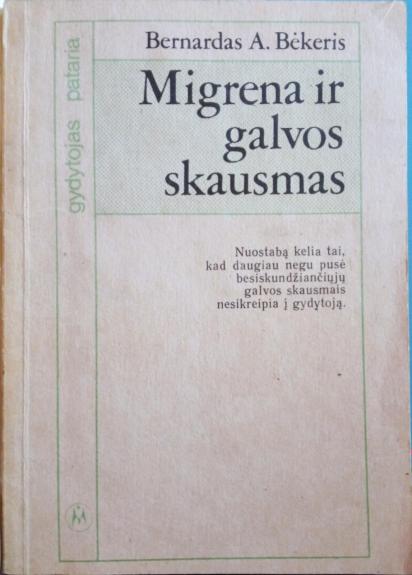 Bernardas A. Bėkeris
Migrena ir
galvos
skausmas
Nuostabą kelia tai,
kad daugiau negu pusė
besiskundžiančiųjų
galvos skausmais
nesikreipia į gydytoją.
gydytojas pataria